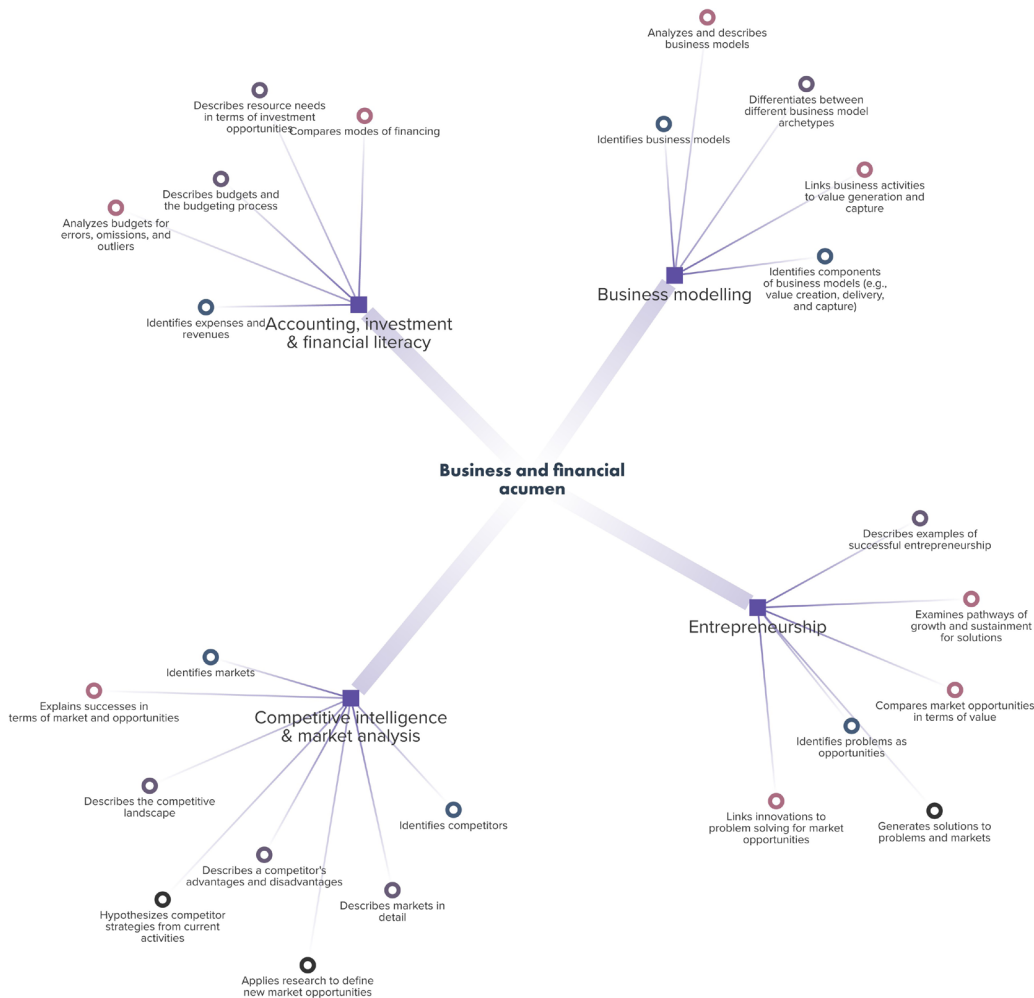 Analyzes and describes
business models
Describes resource needs
in terms of investment
opportunities
Compares modes of financing
Differentiates between
different business model
archetypes
Identifies business models
Describes budgets and
the budgeting process
Links business activities
to value generation and
capture
Analyzes budgets for
errors, omissions, and
outliers
Identifies components
of business models (e.g.,
value creation, delivery,
and capture)
Business modelling
Identifies expenses and
revenues
Accounting, investment
& financial literacy
Business and financial
acumen
Describes examples of
successful entrepreneurship
Examines pathways of
growth and sustainment
for solutions
Entrepreneurship
Identifies markets
Explains successes in
terms of market and opportunities
Compares market opportunities
in terms of value
Competitive intelligence
& market analysis
Identifies problems as
opportunities
Describes the competitive
landscape
Identifies competitors
Links innovations to
problem solving for market
opportunities
Generates solutions to
problems and markets
Describes a competitor's
advantages and disadvantages
Describes markets in
detail
Hypothesizes competitor
strategies from current
activities
Applies research to define
new market opportunities